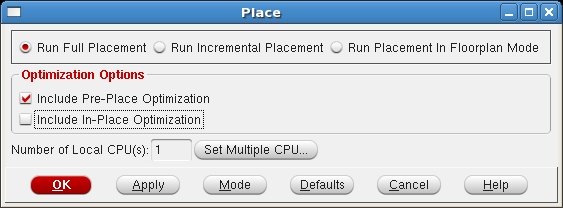 Place
Run Full Placement Run Incremental Placement Run Placement In Floorplan Mode
Optimization Options
Include Pre-Place Optimization
Include In-Place Optimization
Number of Local CPU(s): 1 Set Multiple CPU...
OK Apply Mode Defaults Cancel Help